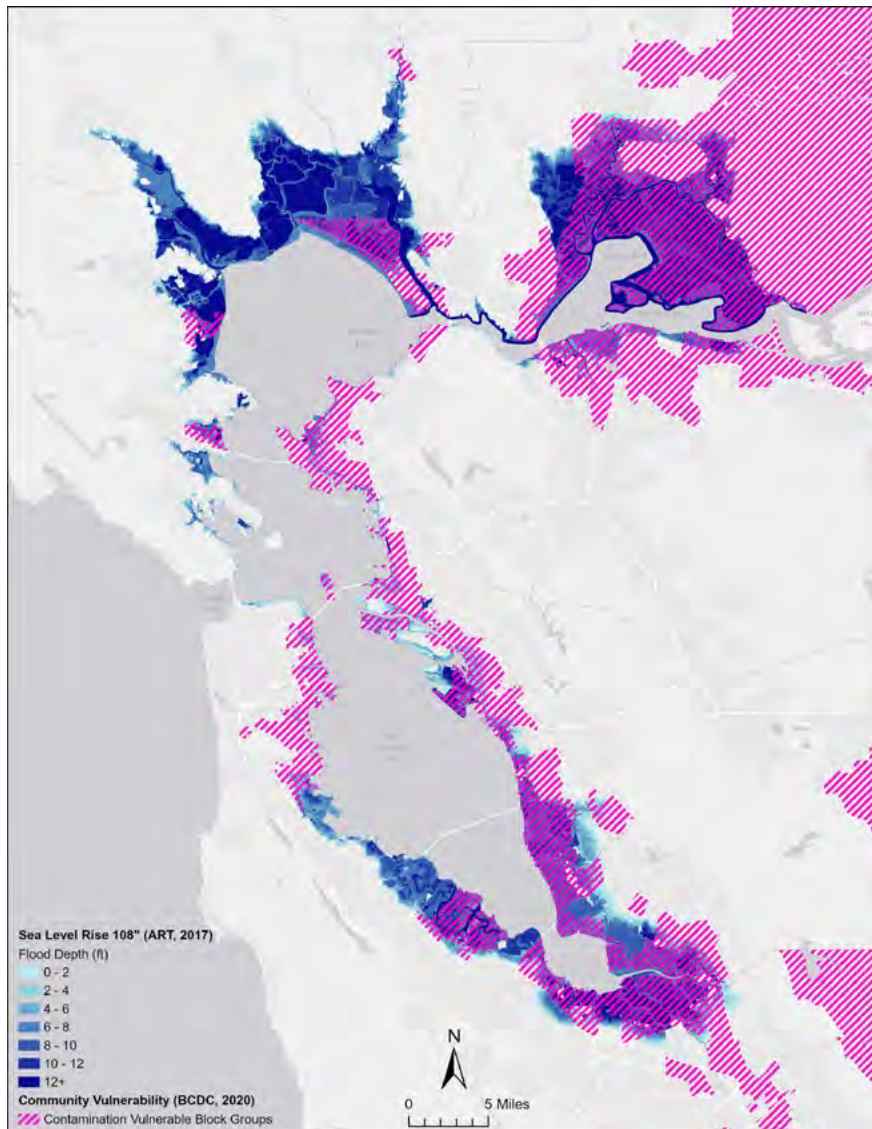 Sea Level Rise 108" (ART, 2017)
Flood Depth (ft)
0 - 2
2 - 4
4 - 6
6 - 8
8 - 10
10 - 12
12+
Community Vulnerability (BCDC, 2020)
Contamination Vulnerable Block Groups
N
0 5 Miles